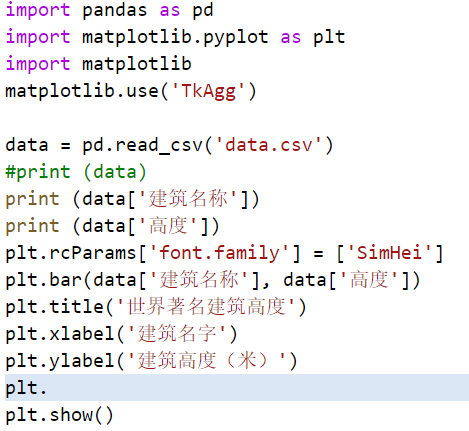 import pandas as pd
import matplotlib.pyplot as plt
import matplotlib
matplotlib.use('TkAgg')
data = pd.read_csv('data.csv')
#print (data)
print (data['建筑名称'])
print (data['高度'])
plt.rcParams['font.family'] = ['SimHei']
plt.bar(data['建筑名称'], data['高度'])
plt.title('世界著名建筑高度')
plt.xlabel('建筑名字')
plt.ylabel('建筑高度（米）')
plt.
plt.show()